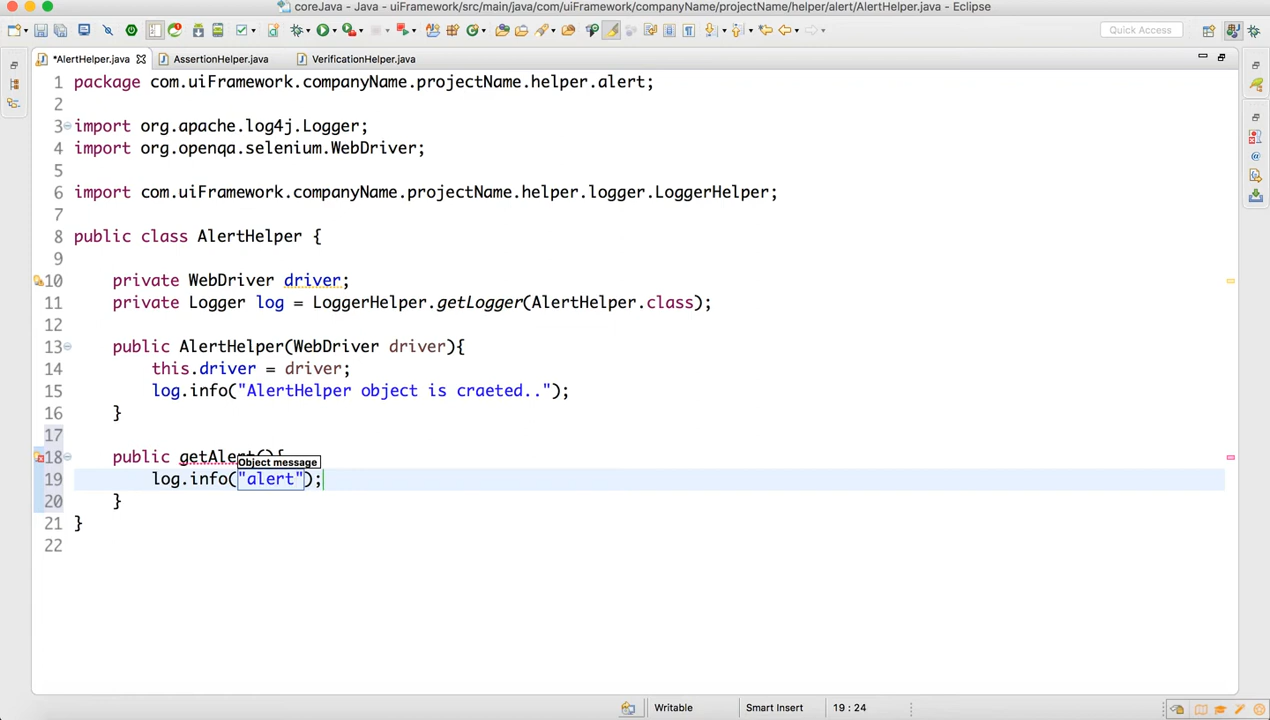 coreJava - Java - uiFramework/src/main/java/com/uiFramework/companyName/projectName/helper/alert/AlertHelper.java - Eclipse
Quick Access
*AlertHelper.java AssertionHelper.java VerificationHelper.java
1 package com.uiFramework.companyName.projectName.helper.alert;
2
3 import org.apache.log4j.Logger;
4 import org.openqa.selenium.WebDriver;
5
6 import com.uiFramework.companyName.projectName.helper.logger.LoggerHelper;
7
8 public class AlertHelper {
9
10 private WebDriver driver;
11 private Logger log = LoggerHelper.getLogger(AlertHelper.class);
12
13 public AlertHelper(WebDriver driver){
14 this.driver = driver;
15 log.info("AlertHelper object is craeted..");
16 }
17
18 public getAlert(){
Object message
19 log.info("alert");
20 }
21 }
22
Writable Smart Insert 19 : 24